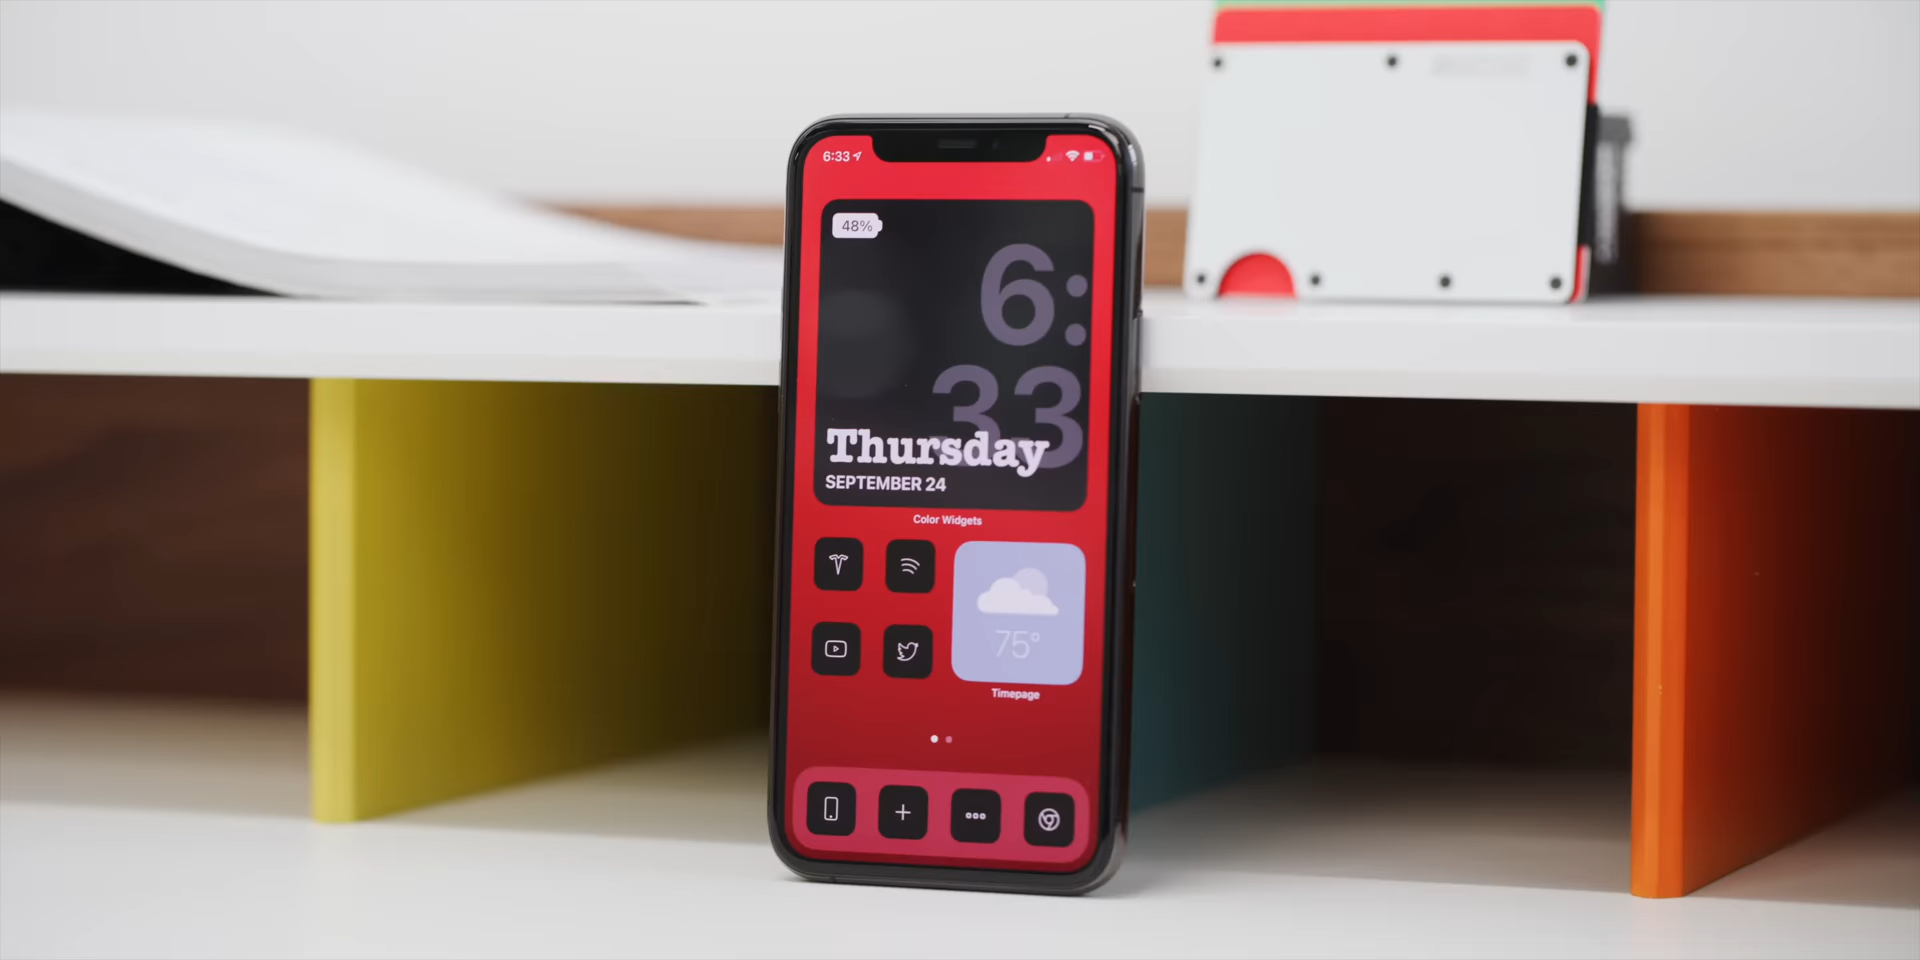 6:33
48%
6:
33
Thursday
SEPTEMBER 24
Color Widgets
75°
Timepage